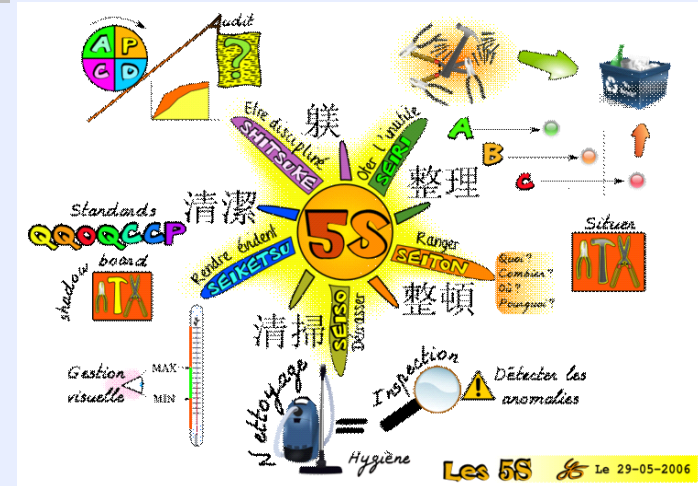 Audit
A P
C D
?
Etre discipliné
SHITSUKE
躾
Oter l'inutile
SEIRI
整理
A
B
C
5S
Ranger
SEITON
整頓
Quoi ?
Combien ?
Où ?
Pourquoi ?
Situer
SEISO
Décrasser
清掃
Nettoyage
=
Hygiène
Inspection
!
Détecter les
anomalies
清潔
Rendre évident
SEIKETSU
Standards
QQOQCCP
shadow board
Gestion
visuelle
MAX
MIN
Les 5S
Le 29-05-2006